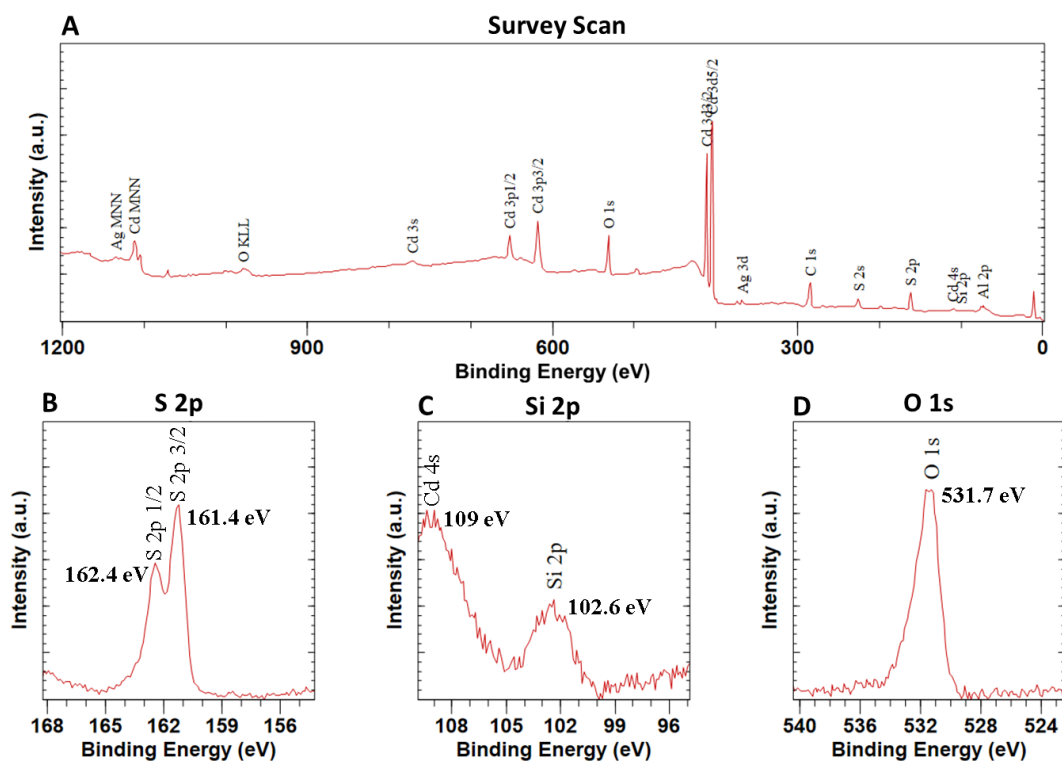 A
Survey Scan
Intensity (a.u.)
Ag MNN
Cd MNN
O KLL
Cd 3s
Cd 3p1/2
Cd 3p3/2
O 1s
Cd 3d3/2
Cd 3d5/2
Ag 3d
C 1s
S 2s
S 2p
Cd 4s
Si 2p
Al 2p
1200 900 600 300 0
Binding Energy (eV)
B
S 2p
Intensity (a.u.)
S 2p 1/2
S 2p 3/2
161.4 eV
162.4 eV
168 165 162 159 156
Binding Energy (eV)
C
Si 2p
Intensity (a.u.)
Cd 4s
109 eV
Si 2p
102.6 eV
108 105 102 99 96
Binding Energy (eV)
D
O 1s
Intensity (a.u.)
O 1s
531.7 eV
540 536 532 528 524
Binding Energy (eV)